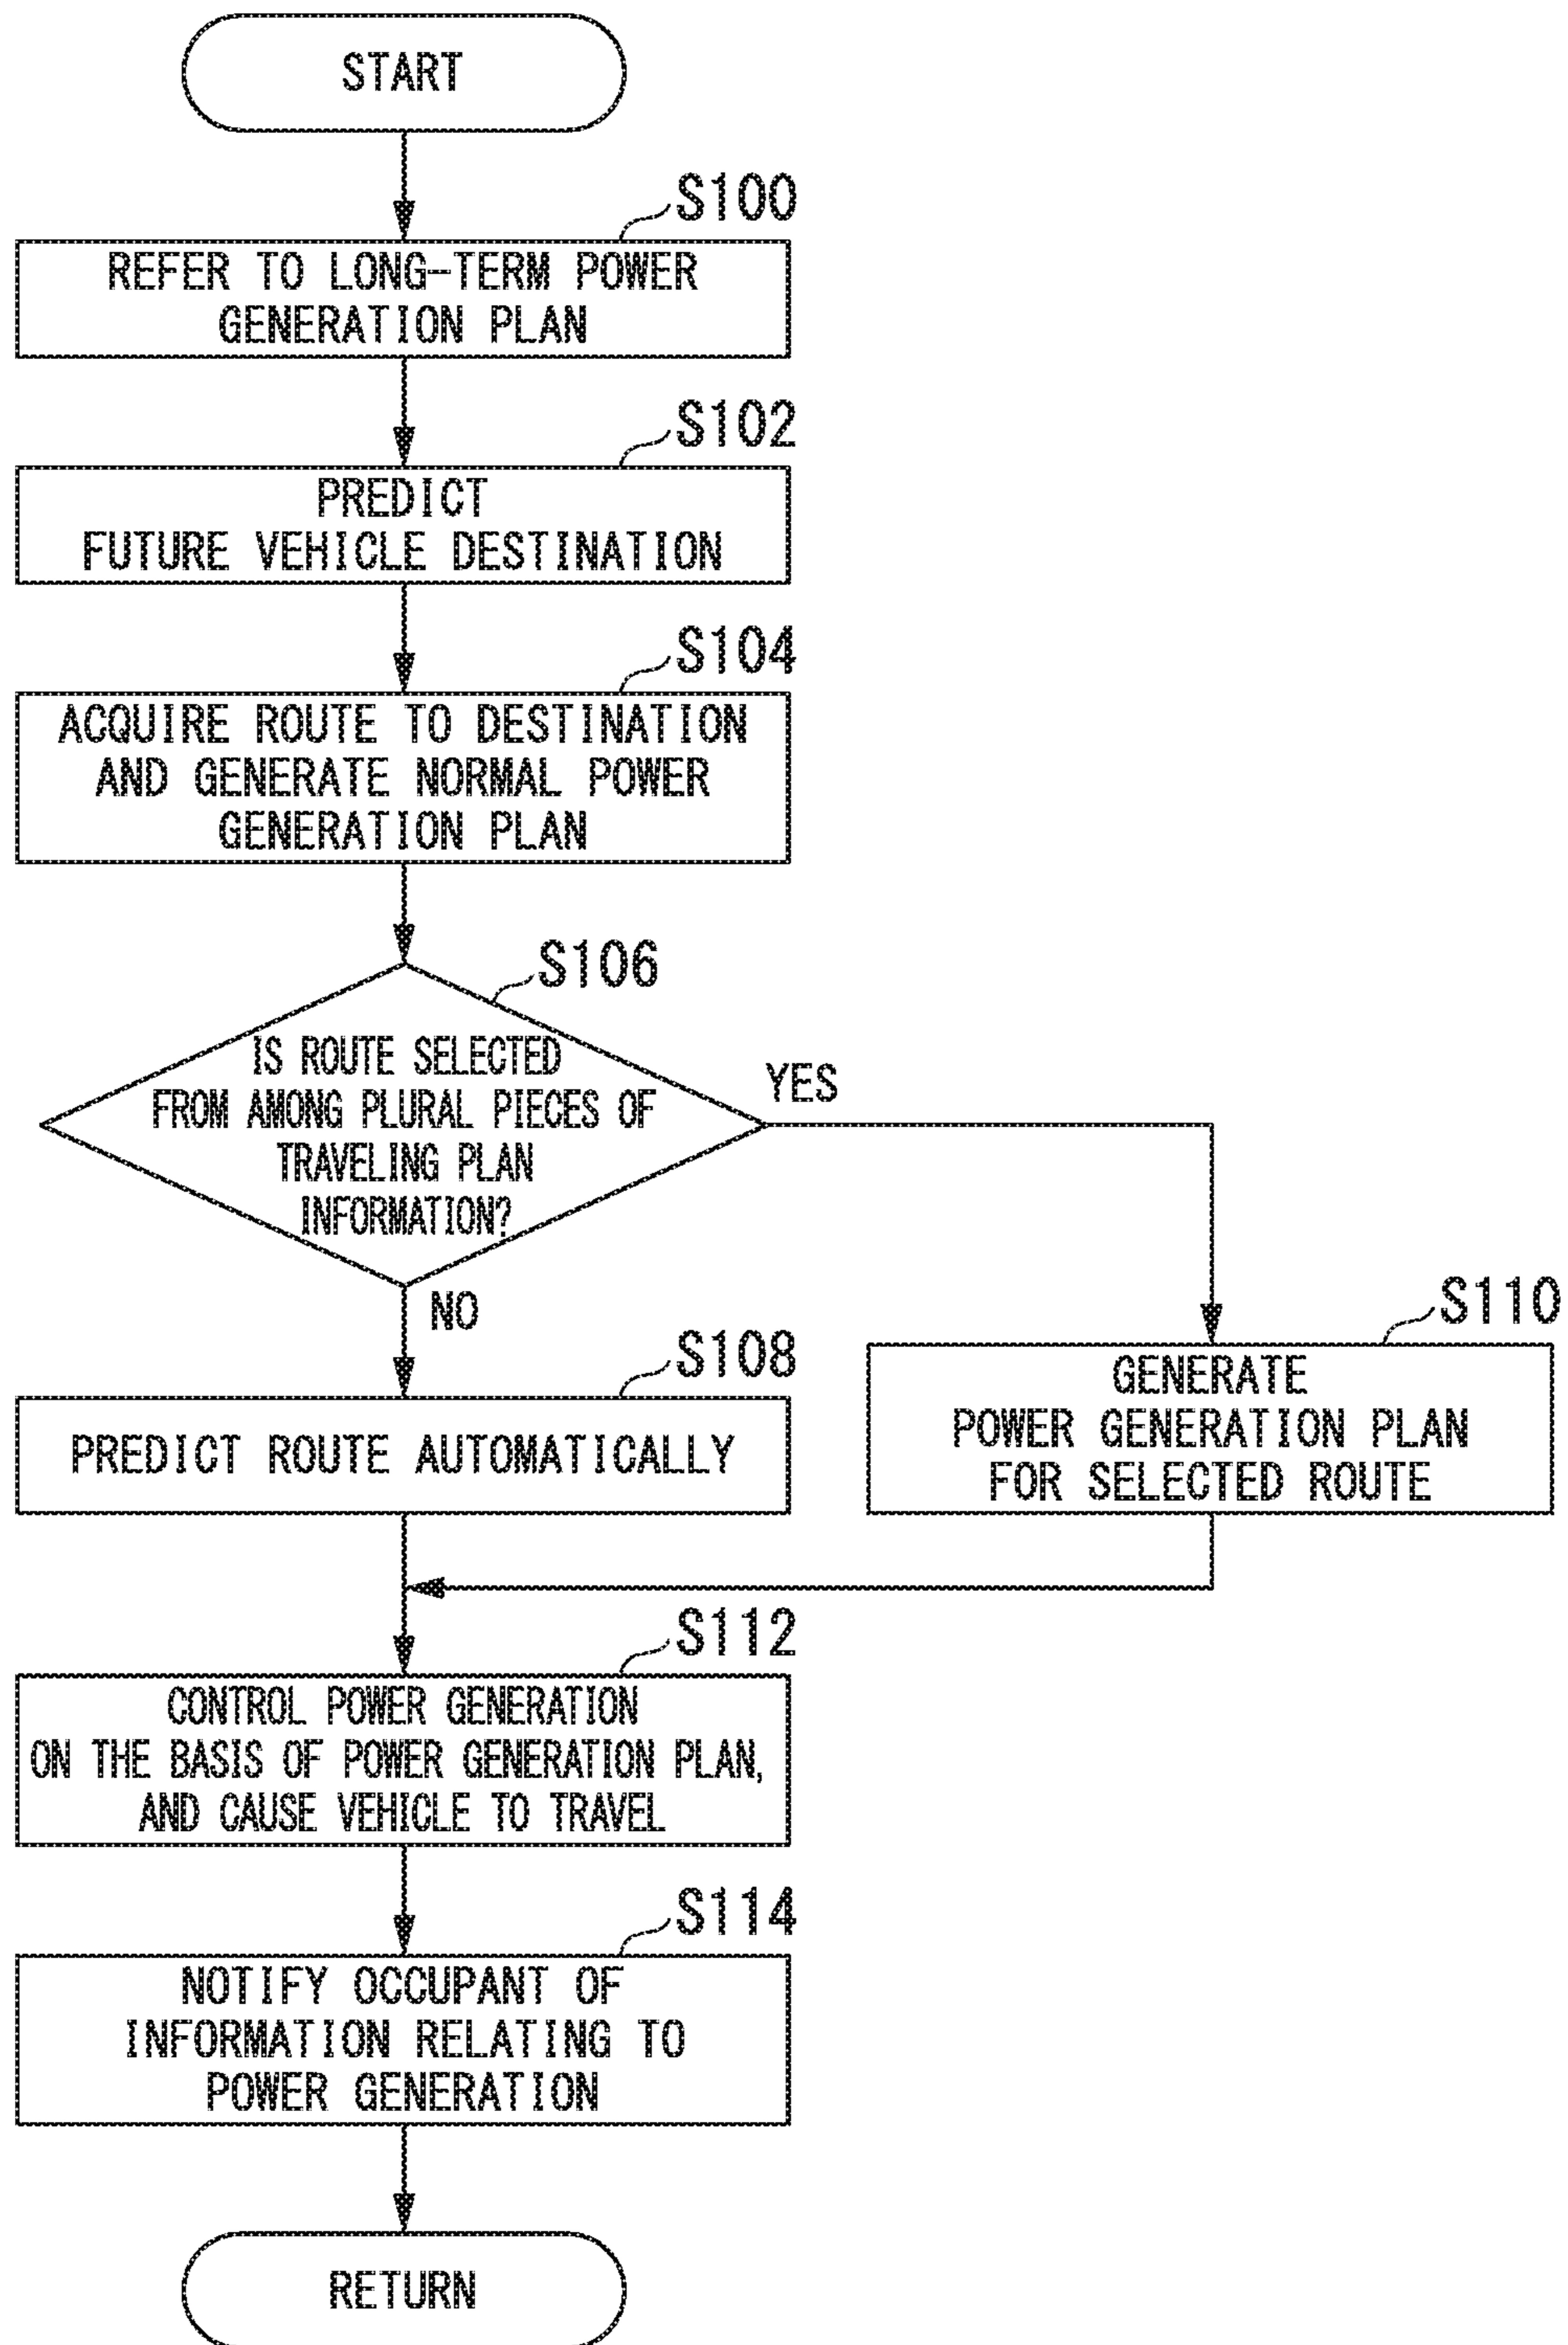 START
S100
REFER TO LONG-TERM POWER
GENERATION PLAN
S102
PREDICT
FUTURE VEHICLE DESTINATION
S104
ACQUIRE ROUTE TO DESTINATION
AND GENERATE NORMAL POWER
GENERATION PLAN
S106
IS ROUTE SELECTED
FROM AMONG PLURAL PIECES OF
TRAVELING PLAN
INFORMATION?
YES
NO
S108
PREDICT ROUTE AUTOMATICALLY
S110
GENERATE
POWER GENERATION PLAN
FOR SELECTED ROUTE
S112
CONTROL POWER GENERATION
ON THE BASIS OF POWER GENERATION PLAN,
AND CAUSE VEHICLE TO TRAVEL
S114
NOTIFY OCCUPANT OF
INFORMATION RELATING TO
POWER GENERATION
RETURN